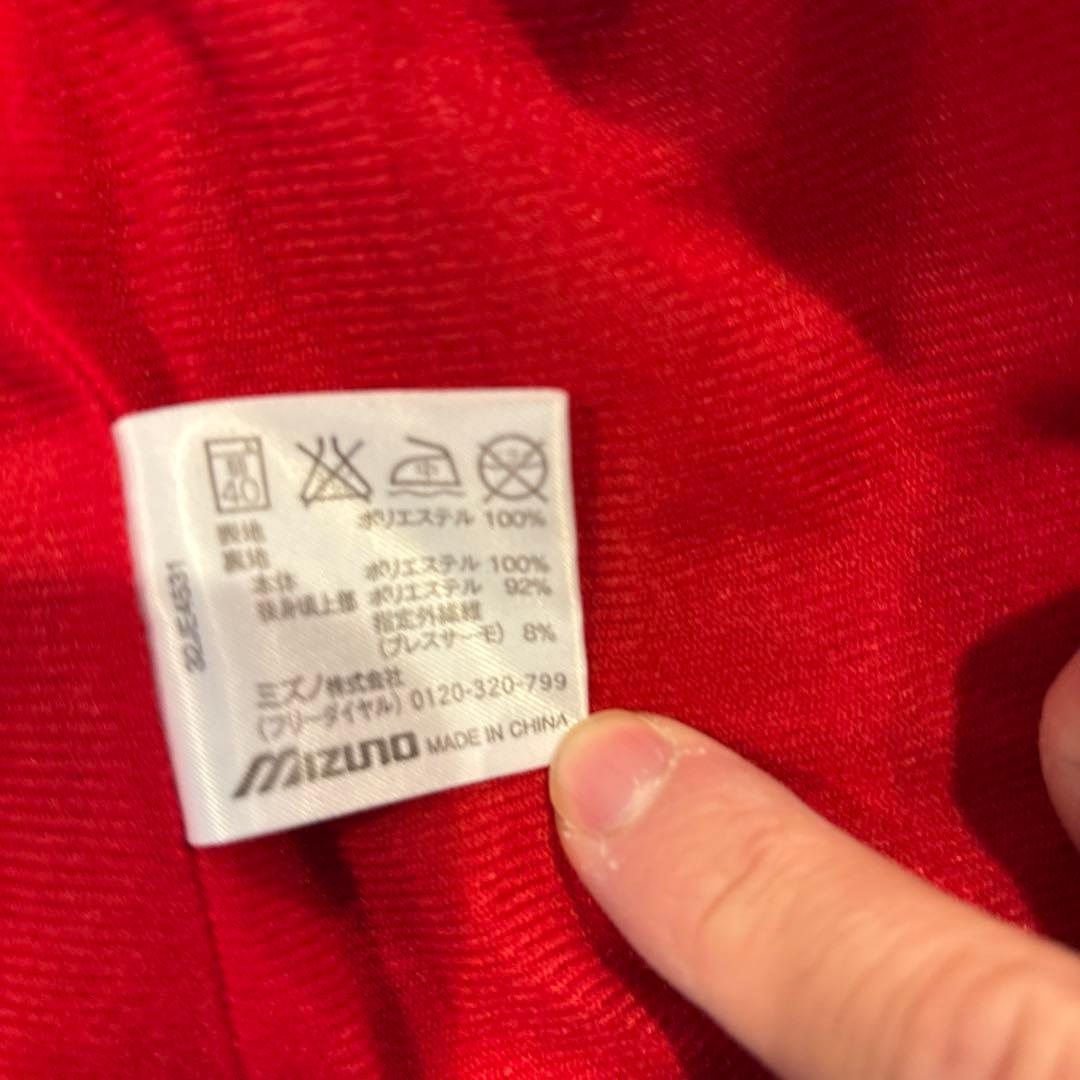 弱
40
中
ポリエステル 100%
表地
裏地
本体 ポリエステル 100%
後身頃上部 ポリエステル 92%
指定外繊維
(ブレスサーモ) 8%
ミズノ株式会社
(フリーダイヤル) 0120-320-799
MIZUNO MADE IN CHINA